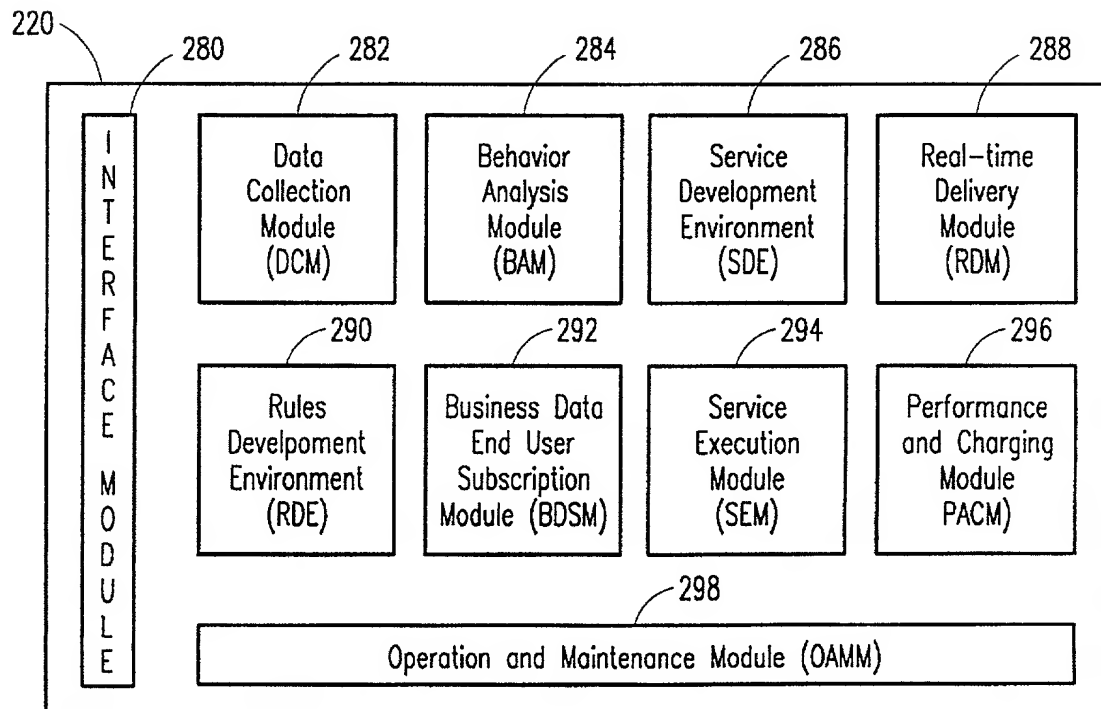 220
280
282
284
286
288
INTERFACE MODULE
Data
Collection
Module
(DCM)
Behavior
Analysis
Module
(BAM)
Service
Development
Environment
(SDE)
Real-time
Delivery
Module
(RDM)
290
292
294
296
Rules
Develpoment
Environment
(RDE)
Business Data
End User
Subscription
Module (BDSM)
Service
Execution
Module
(SEM)
Performance
and Charging
Module
PACM)
298
Operation and Maintenance Module (OAMM)